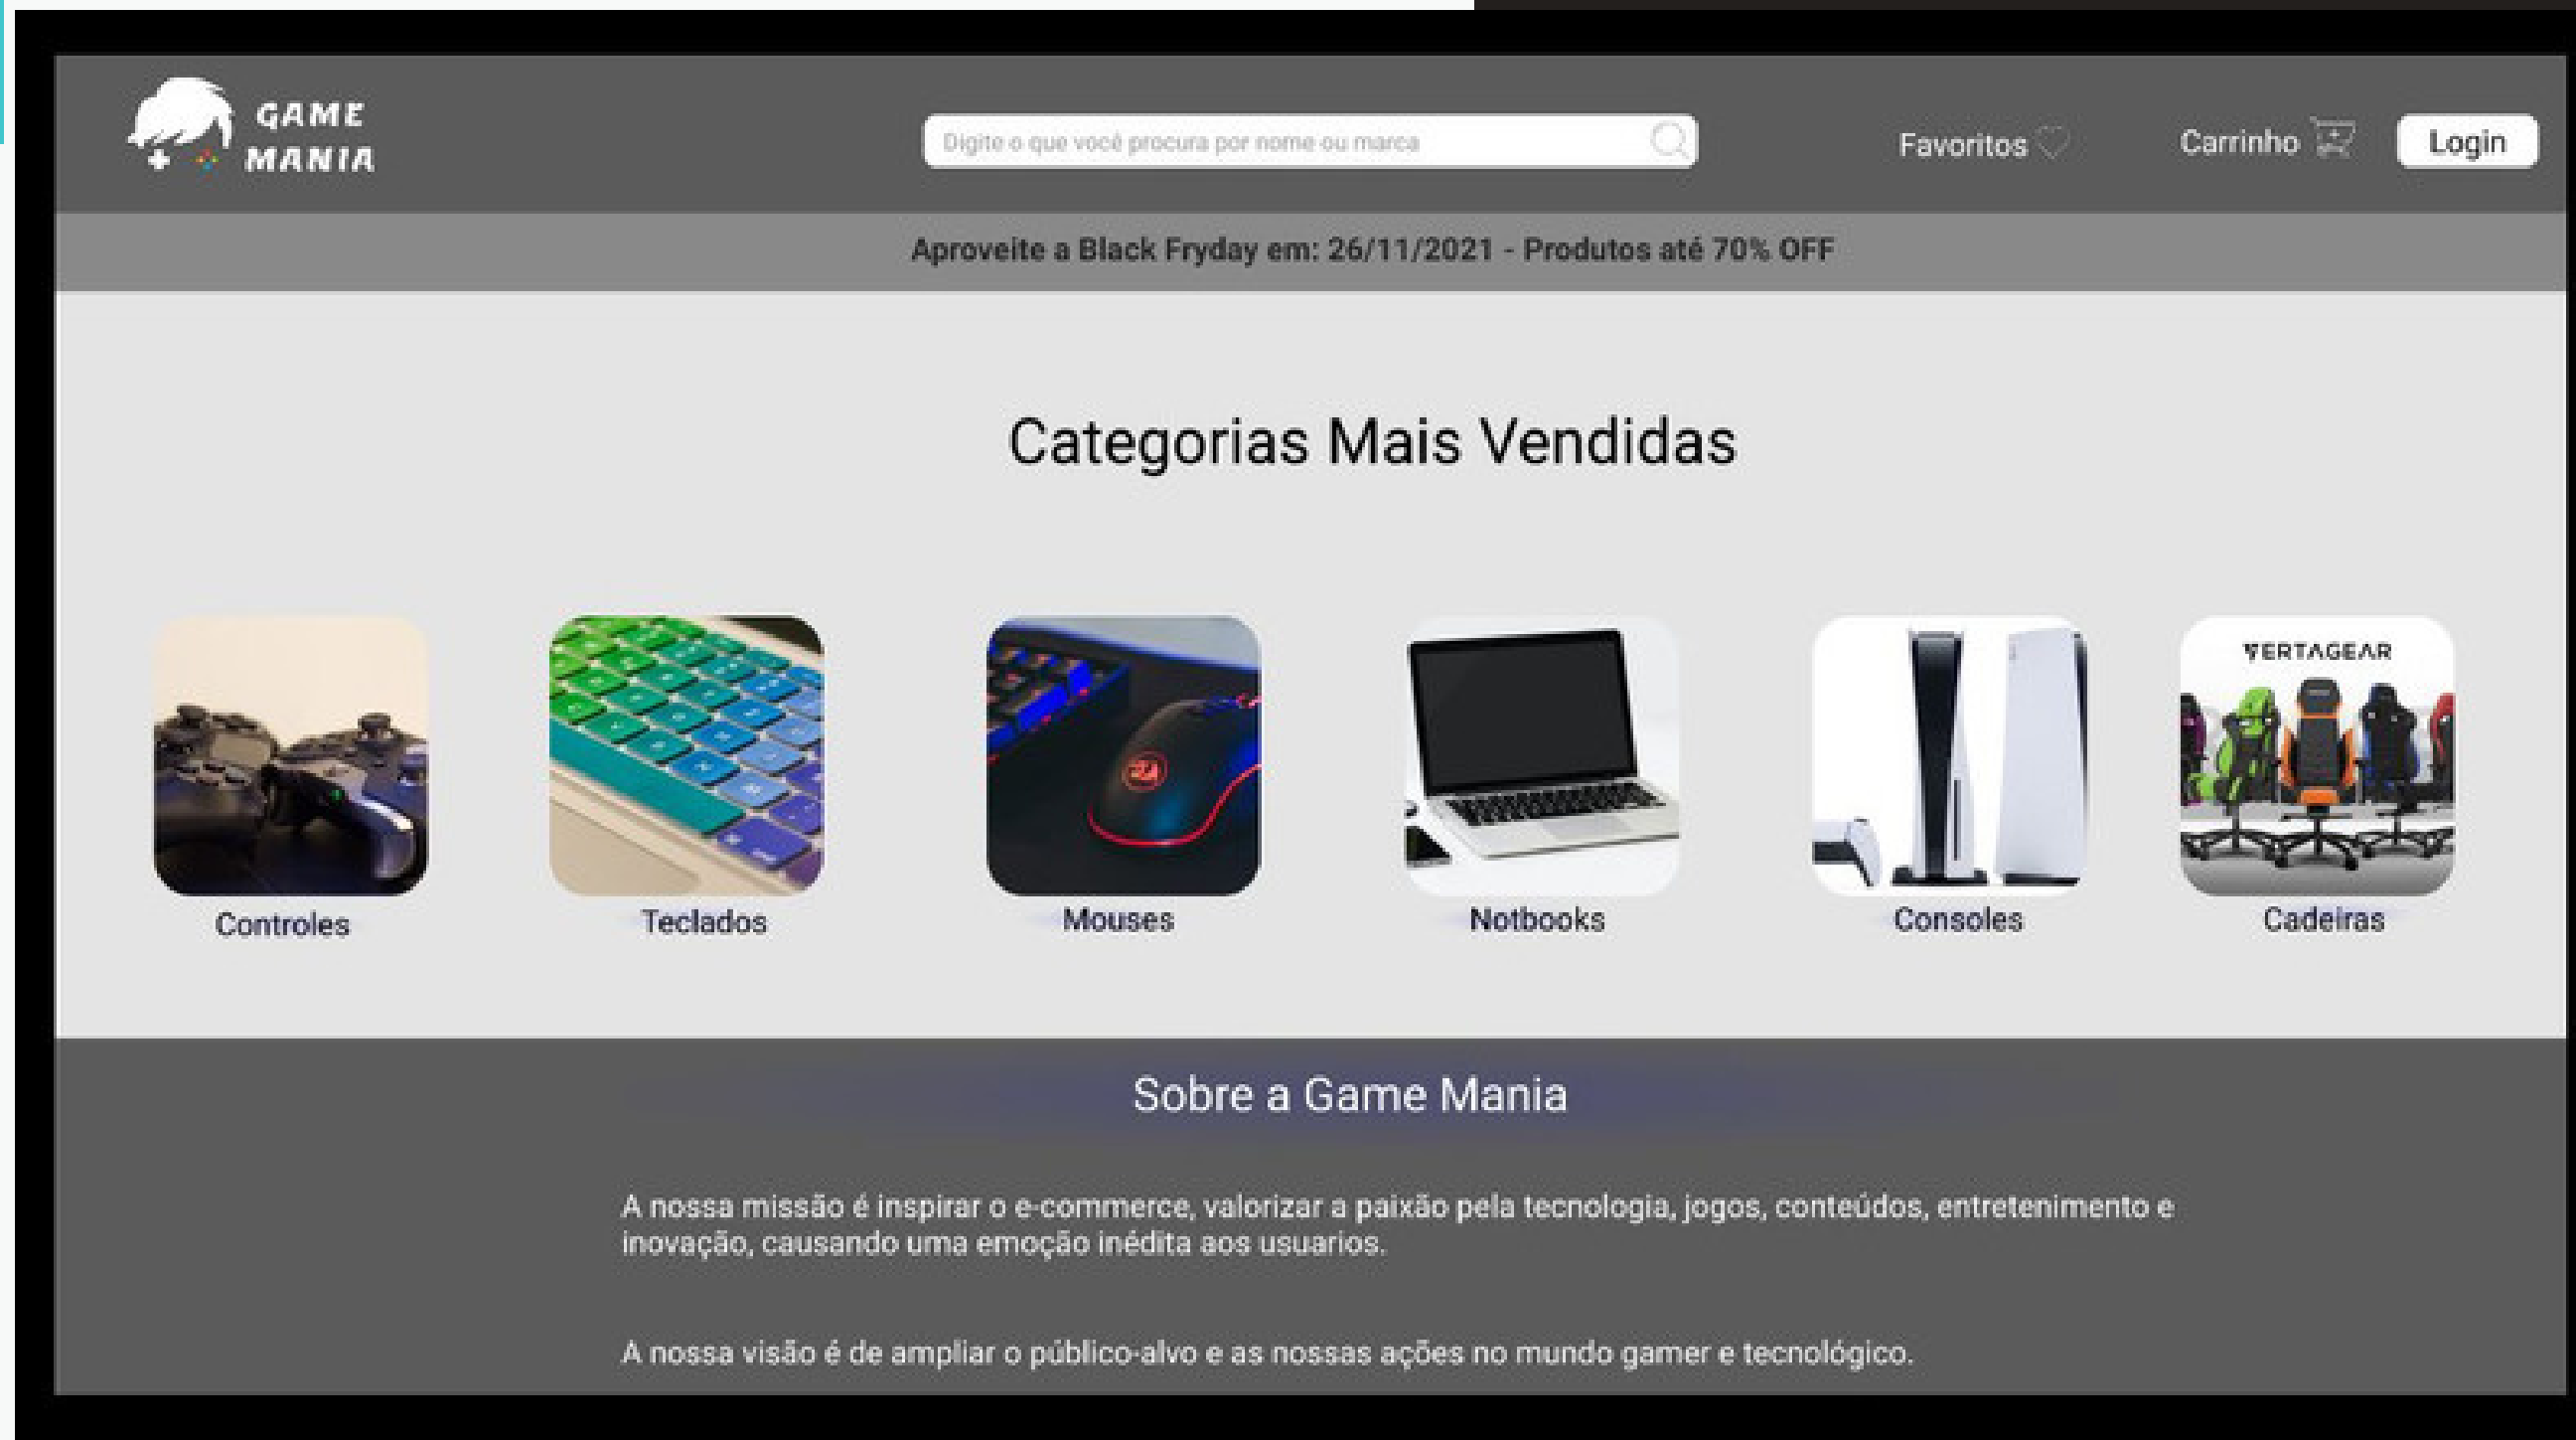 GAME
MANIA
Digite o que você procura por nome ou marca
Favoritos
Carrinho
Login
Aproveite a Black Fryday em: 26/11/2021 - Produtos até 70% OFF
Categorias Mais Vendidas
VERTAGEAR
Controles
Teclados
Mouses
Notbooks
Consoles
Cadeiras
Sobre a Game Mania
A nossa missão é inspirar o e-commerce, valorizar a paixão pela tecnologia, jogos, conteúdos, entretenimento e
inovação, causando uma emoção inédita aos usuarios.
A nossa visão é de ampliar o público-alvo e as nossas ações no mundo gamer e tecnológico.